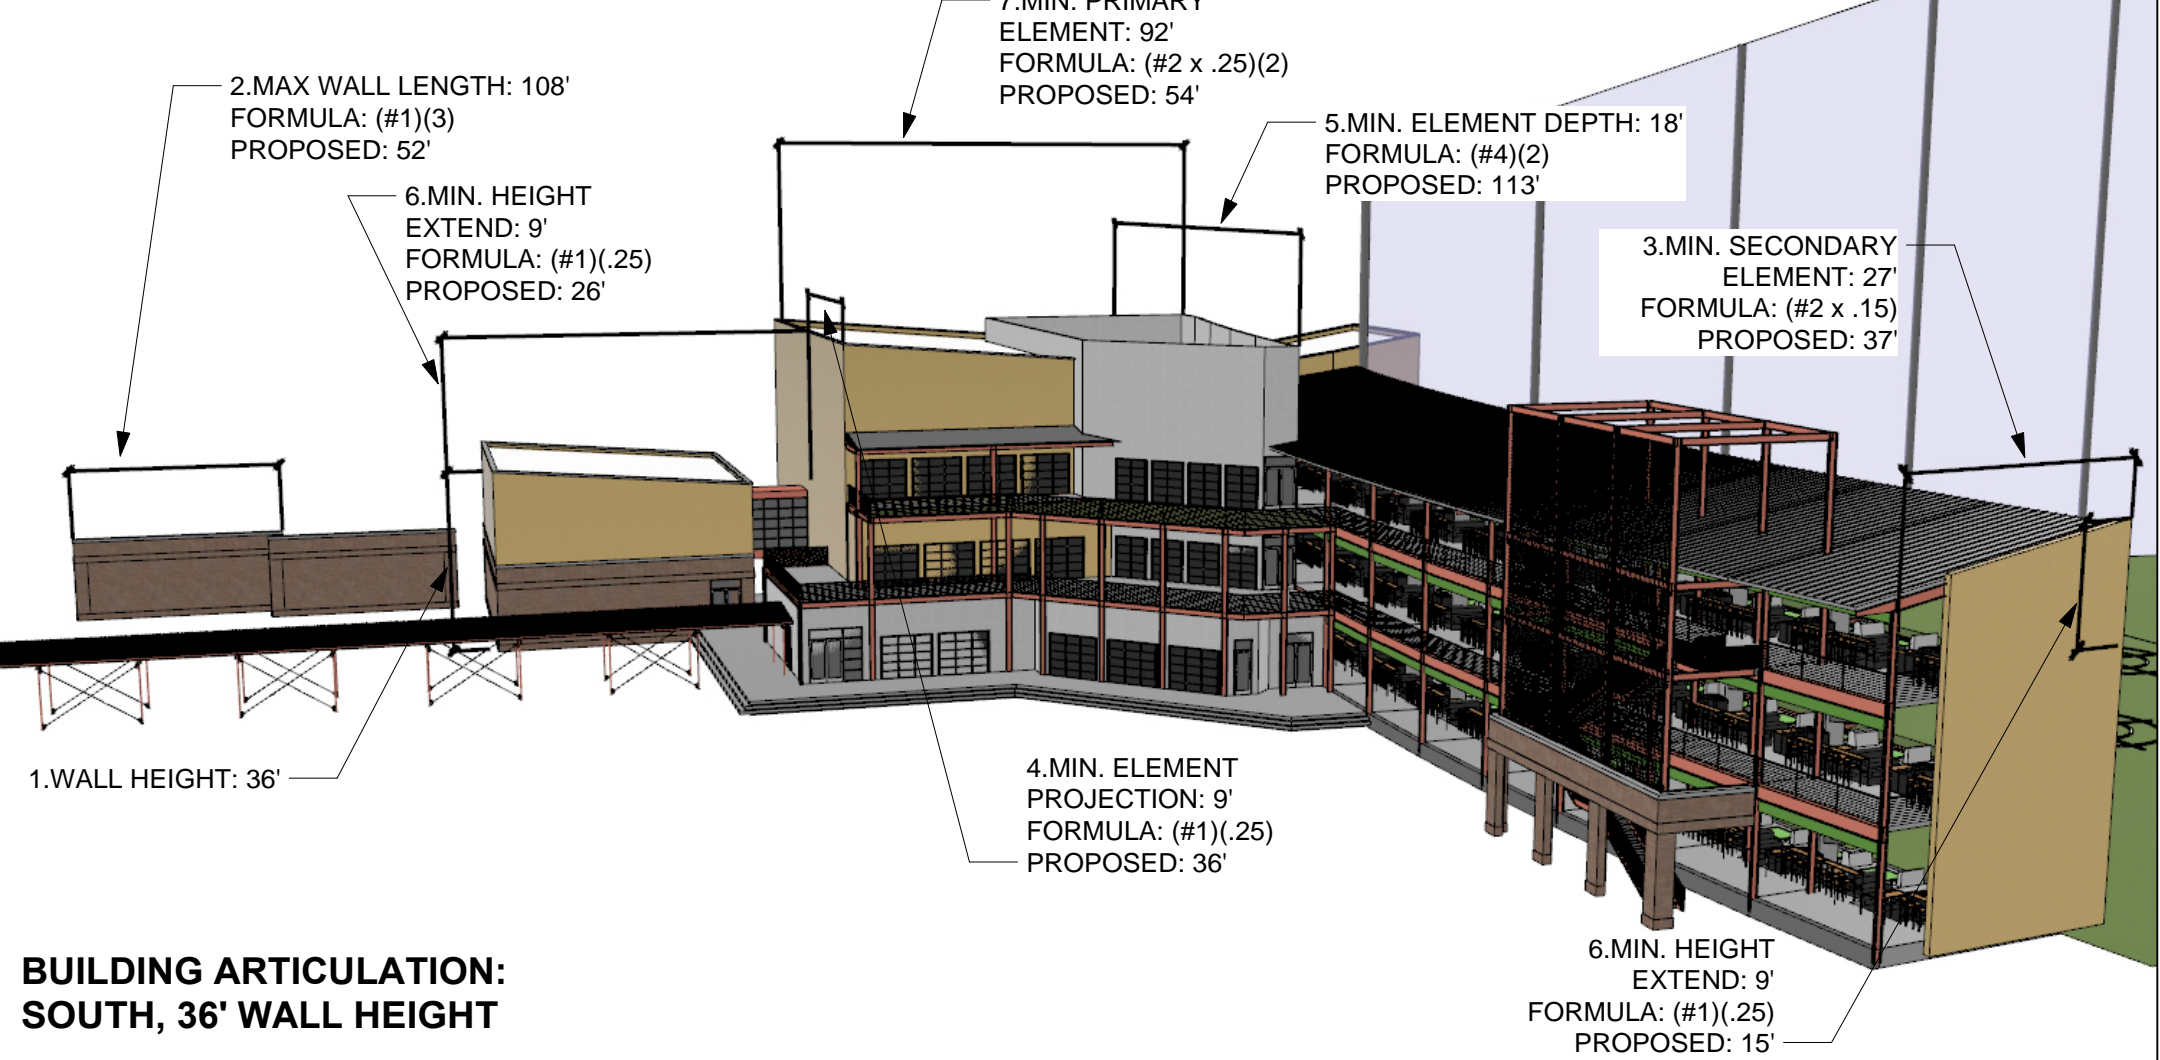 7.MIN. PRIMARY
ELEMENT: 92'
FORMULA: (#2 x .25)(2)
PROPOSED: 54'
2.MAX WALL LENGTH: 108'
FORMULA: (#1)(3)
PROPOSED: 52'
5.MIN. ELEMENT DEPTH: 18'
FORMULA: (#4)(2)
PROPOSED: 113'
6.MIN. HEIGHT
EXTEND: 9'
FORMULA: (#1)(.25)
PROPOSED: 26'
3.MIN. SECONDARY
ELEMENT: 27'
FORMULA: (#2 x .15)
PROPOSED: 37'
1.WALL HEIGHT: 36'
4.MIN. ELEMENT
PROJECTION: 9'
FORMULA: (#1)(.25)
PROPOSED: 36'
6.MIN. HEIGHT
EXTEND: 9'
FORMULA: (#1)(.25)
PROPOSED: 15'
BUILDING ARTICULATION:
SOUTH, 36' WALL HEIGHT